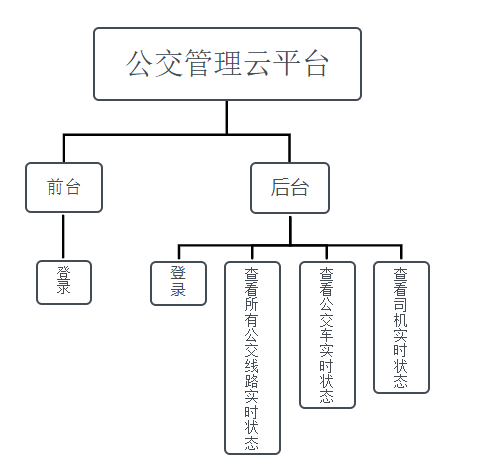 公交管理云平台
前台
后台
登录
登录
查看所有公交线路实时状态
查看公交车实时状态
查看司机实时状态